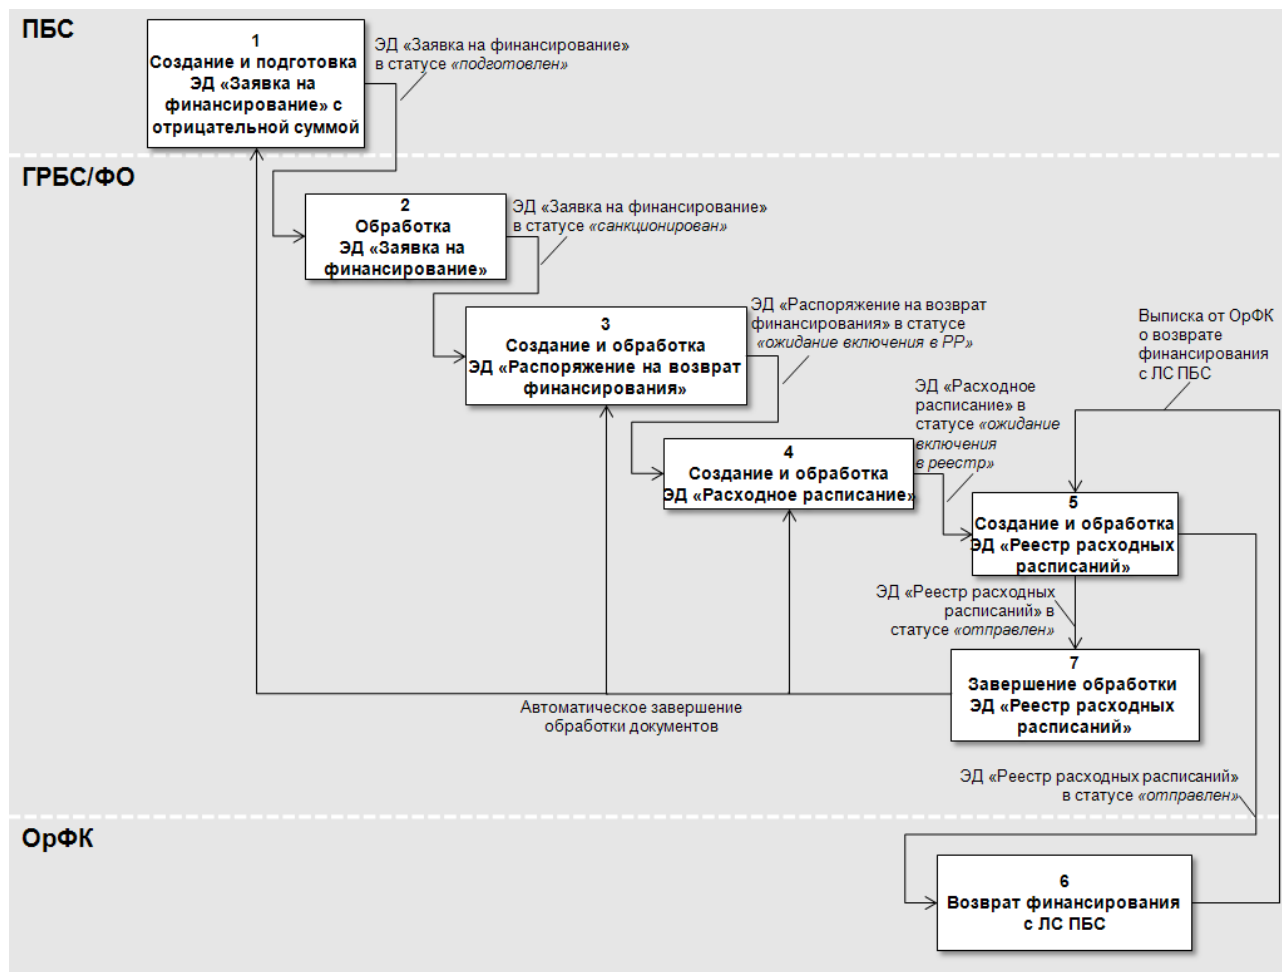 ПБС
1
Создание и подготовка
ЭД «Заявка на
финансирование» с
отрицательной суммой
ЭД «Заявка на финансирование»
в статусе «подготовлен»
ГРБС/ФО
2
Обработка
ЭД «Заявка на
финансирование»
ЭД «Заявка на финансирование»
в статусе «санкционирован»
3
Создание и обработка
ЭД «Распоряжение на возврат
финансирования»
ЭД «Распоряжение на возврат
финансирования» в статусе
«ожидание включения в РР»
Выписка от ОрФК
о возврате
финансирования
с ЛС ПБС
4
Создание и обработка
ЭД «Расходное расписание»
ЭД «Расходное
расписание» в
статусе «ожидание
включения
в реестр»
5
Создание и обработка
ЭД «Реестр расходных
расписаний»
ЭД «Реестр расходных
расписаний» в
статусе «отправлен»
7
Завершение обработки
ЭД «Реестр расходных
расписаний»
Автоматическое завершение
обработки документов
ЭД «Реестр расходных расписаний»
в статусе «отправлен»
ОрФК
6
Возврат финансирования
с ЛС ПБС